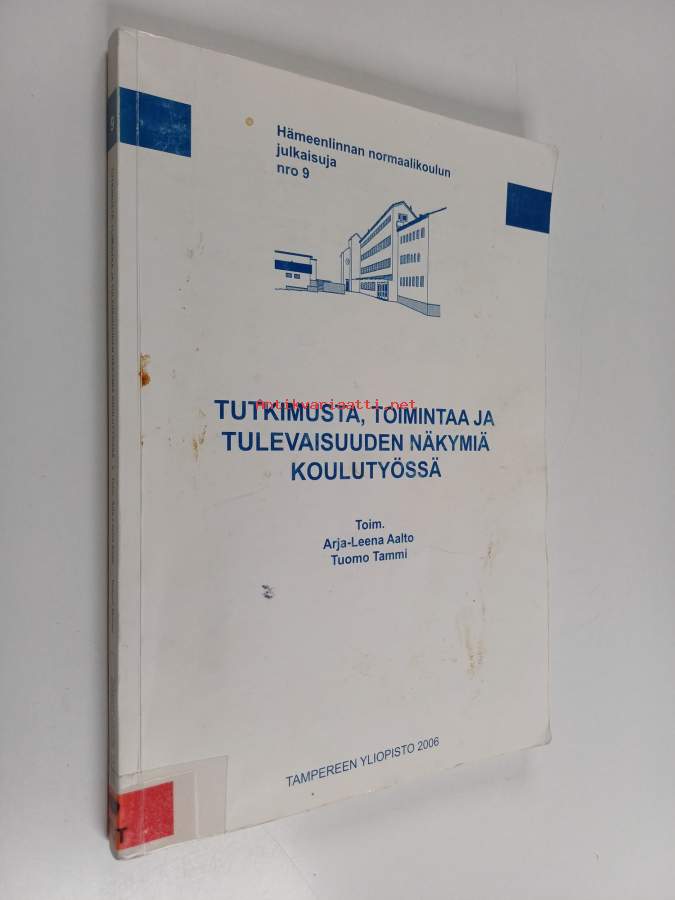 Hämeenlinnan normaalikoulun
julkaisuja
nro 9
Antikvariaatti.net
TUTKIMUSTA, TOIMINTAA JA
TULEVAISUUDEN NÄKYMIÄ
KOULUTYÖSSÄ
Toim.
Arja-Leena Aalto
Tuomo Tammi
TAMPEREEN YLIOPISTO 2006
9
T